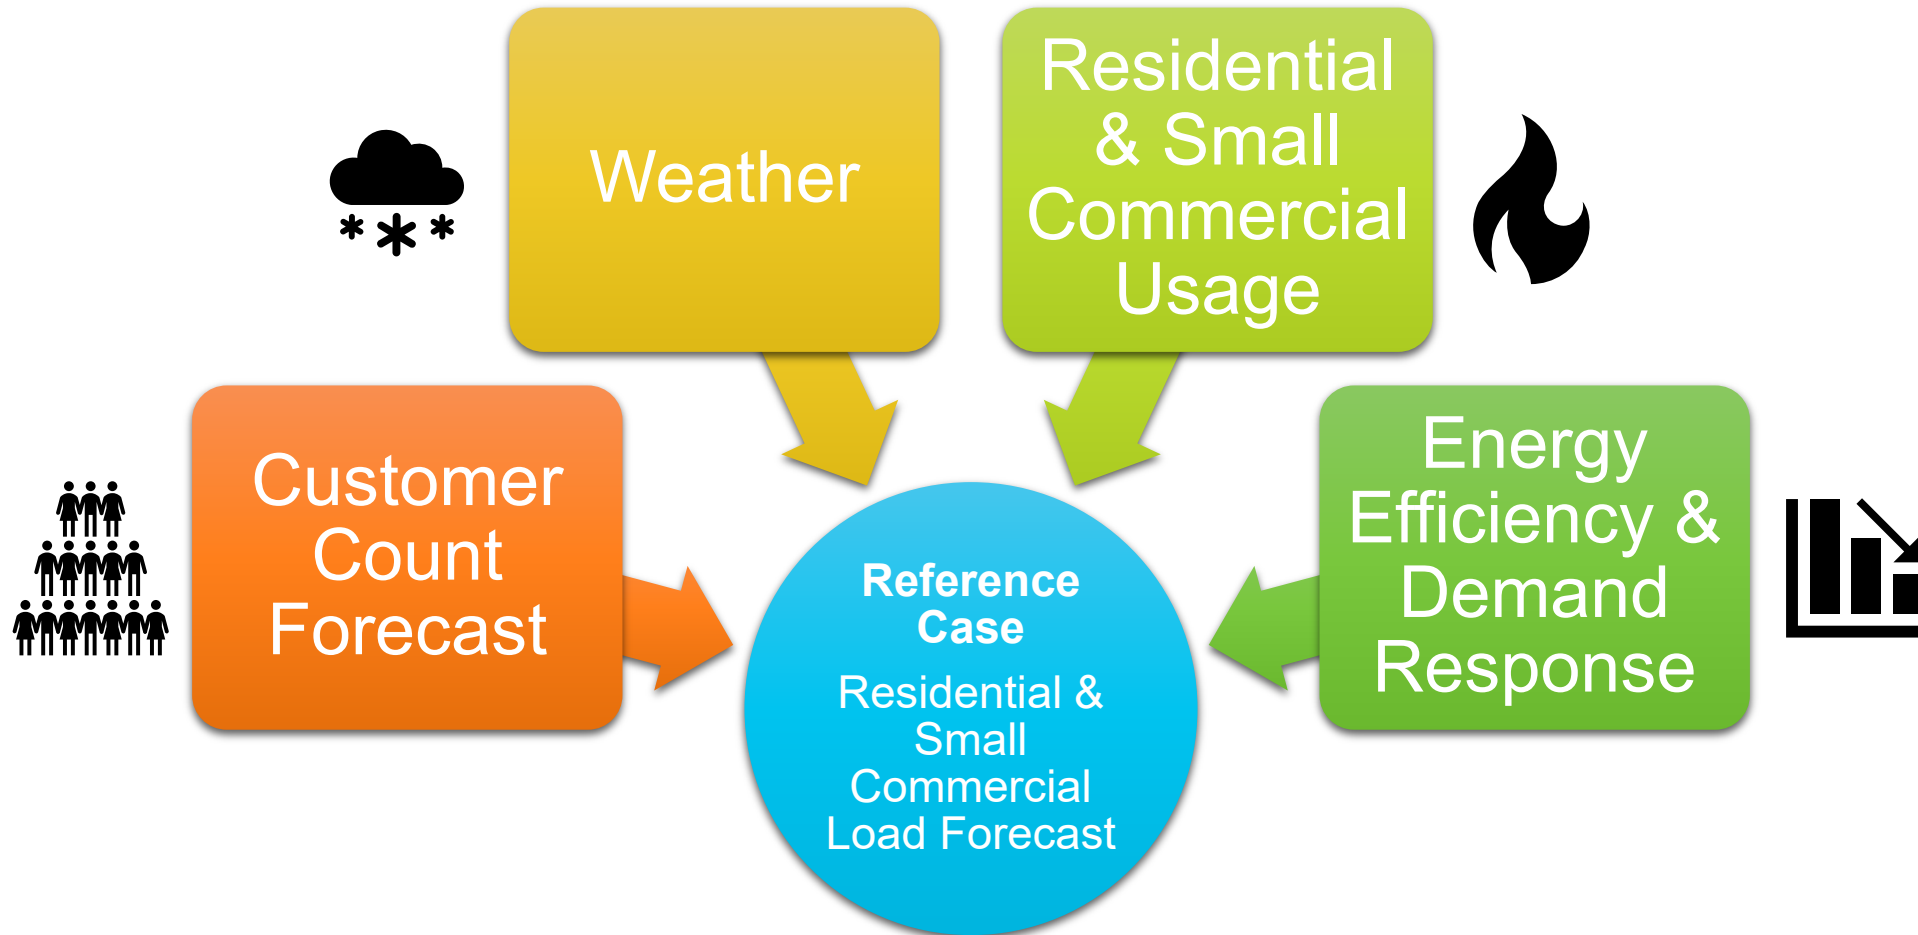 Weather
Residential
& Small
Commercial
Usage
Customer
Count
Forecast
Energy
Efficiency &
Demand
Response
Reference
Case
Residential &
Small
Commercial
Load Forecast